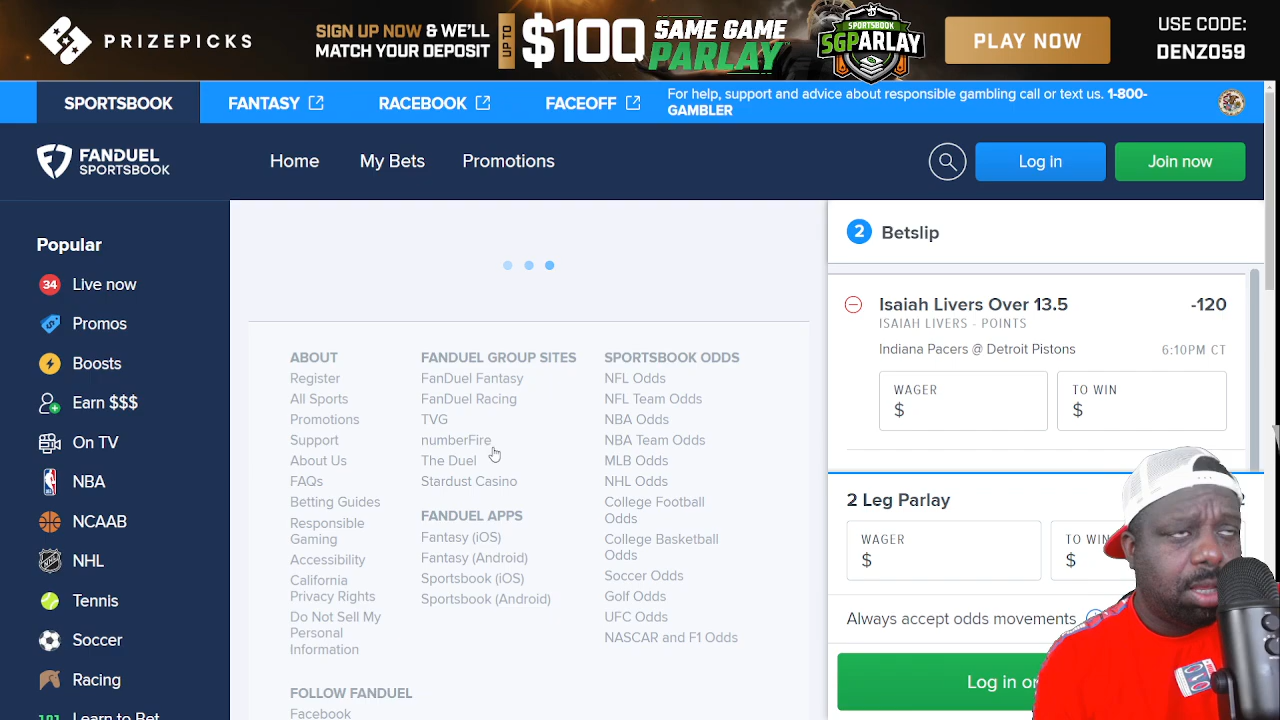 PRIZEPICKS
SIGN UP NOW & WE'LL
MATCH YOUR DEPOSIT
UP TO
$100
SAME GAME
PARLAY
SPORTSBOOK
SGPARLAY
PLAY NOW
USE CODE:
DENZO59
SPORTSBOOK
FANTASY
RACEBOOK
FACEOFF
For help, support and advice about responsible gambling call or text us. 1-800-
GAMBLER
FANDUEL
SPORTSBOOK
Home
My Bets
Promotions
Log in
Join now
Popular
34
Live now
Promos
Boosts
Earn $$$
On TV
NBA
NCAAB
NHL
Tennis
Soccer
Racing
101
Learn to Bet
ABOUT
Register
All Sports
Promotions
Support
About Us
FAQs
Betting Guides
Responsible
Gaming
Accessibility
California
Privacy Rights
Do Not Sell My
Personal
Information
FOLLOW FANDUEL
Facebook
FANDUEL GROUP SITES
FanDuel Fantasy
FanDuel Racing
TVG
numberFire
The Duel
Stardust Casino
FANDUEL APPS
Fantasy (iOS)
Fantasy (Android)
Sportsbook (iOS)
Sportsbook (Android)
SPORTSBOOK ODDS
NFL Odds
NFL Team Odds
NBA Odds
NBA Team Odds
MLB Odds
NHL Odds
College Football
Odds
College Basketball
Odds
Soccer Odds
Golf Odds
UFC Odds
NASCAR and F1 Odds
2 Betslip
Isaiah Livers Over 13.5 -120
ISAIAH LIVERS - POINTS
Indiana Pacers @ Detroit Pistons 6:10PM CT
WAGER
$
TO WIN
$
2 Leg Parlay
WAGER
$
TO WIN
$
Always accept odds movements
Log in or
OVO